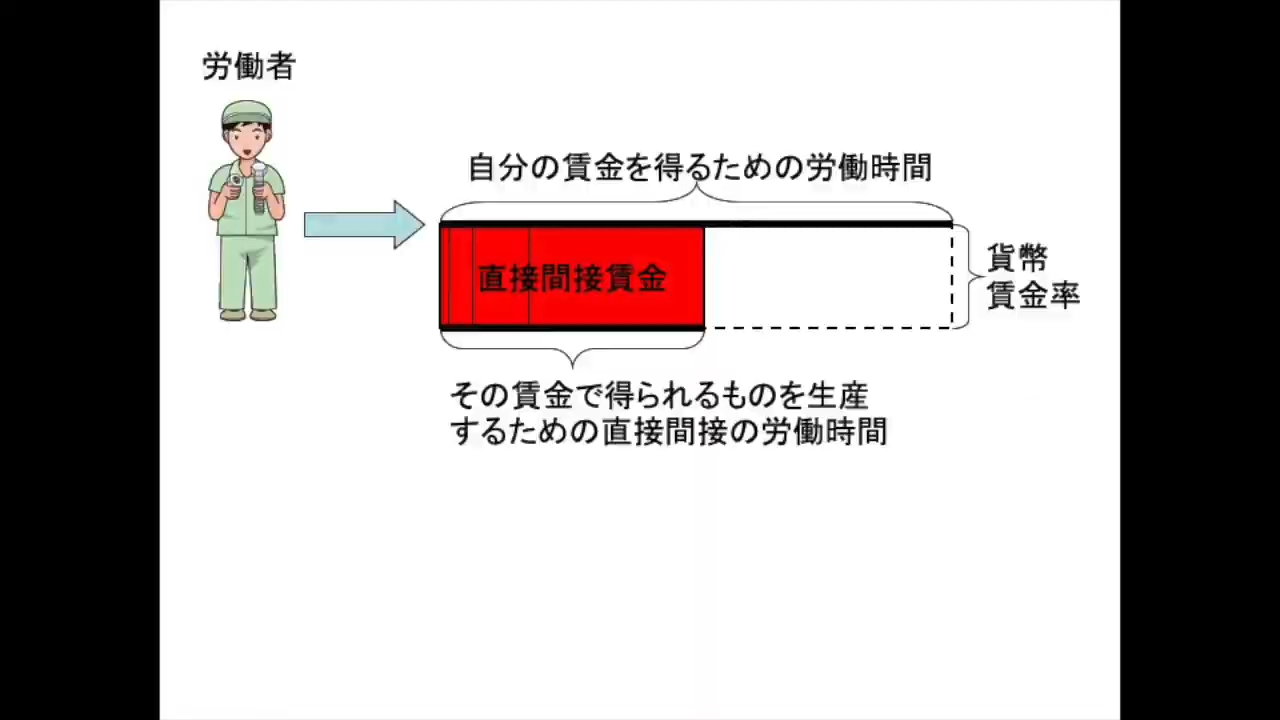 労働者
自分の賃金を得るための労働時間
直接間接賃金
貨幣
賃金率
その賃金で得られるものを生産
するための直接間接の労働時間